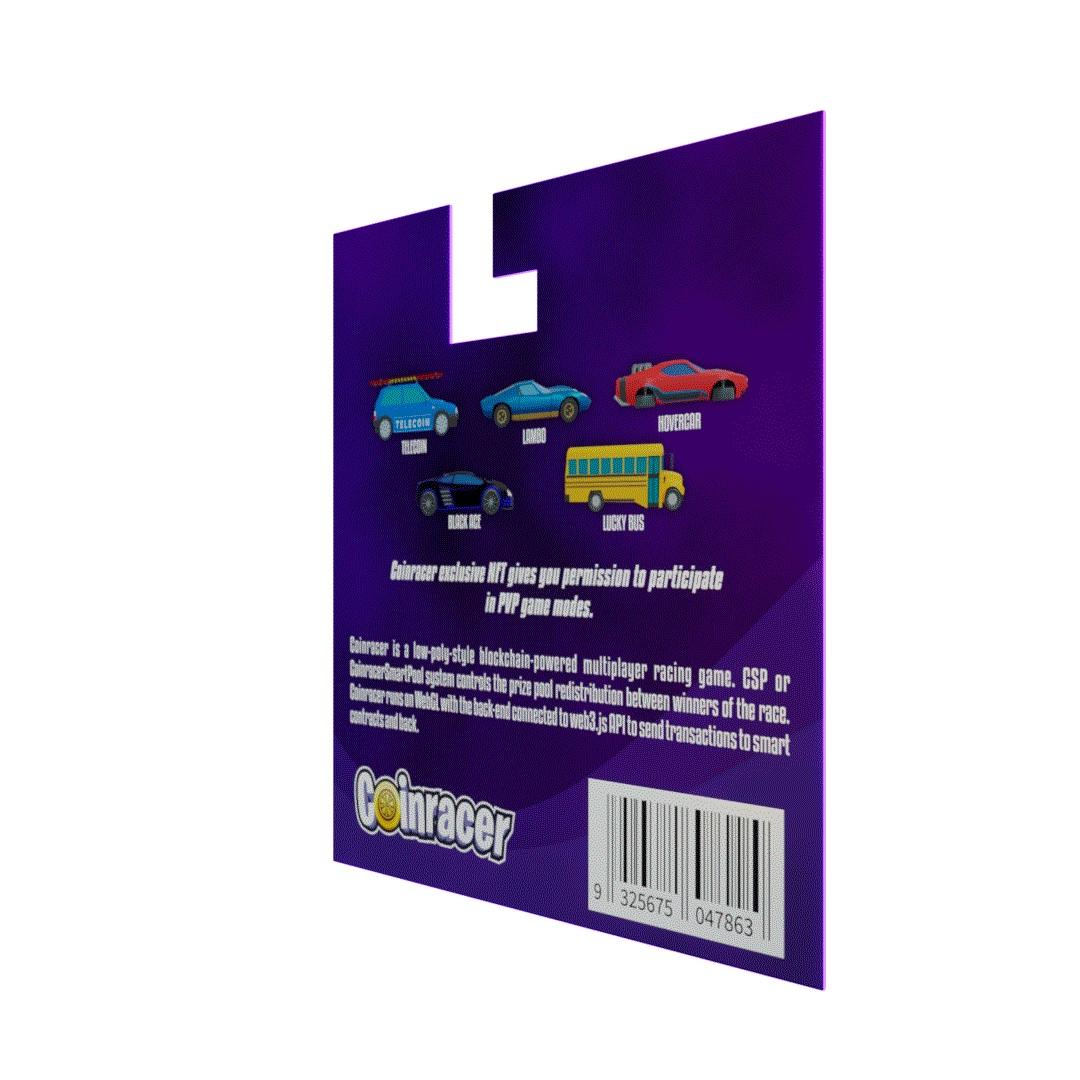 TELECOIN
TELECOIN
LAMBO
HOVERCAR
BLACK ACE
LUCKY BUS
Coinracer exclusive NFT gives you permission to participate
in PVP game modes.
Coinracer is a low-poly-style blockchain-powered multiplayer racing game. CSP or
CoinracerSmartPool system controls the prize pool redistribution between winners of the race.
Coinracer runs on WebGL with the back-end connected to web3.js API to send transactions to smart
contracts and back.
Coinracer
9 325675 047863